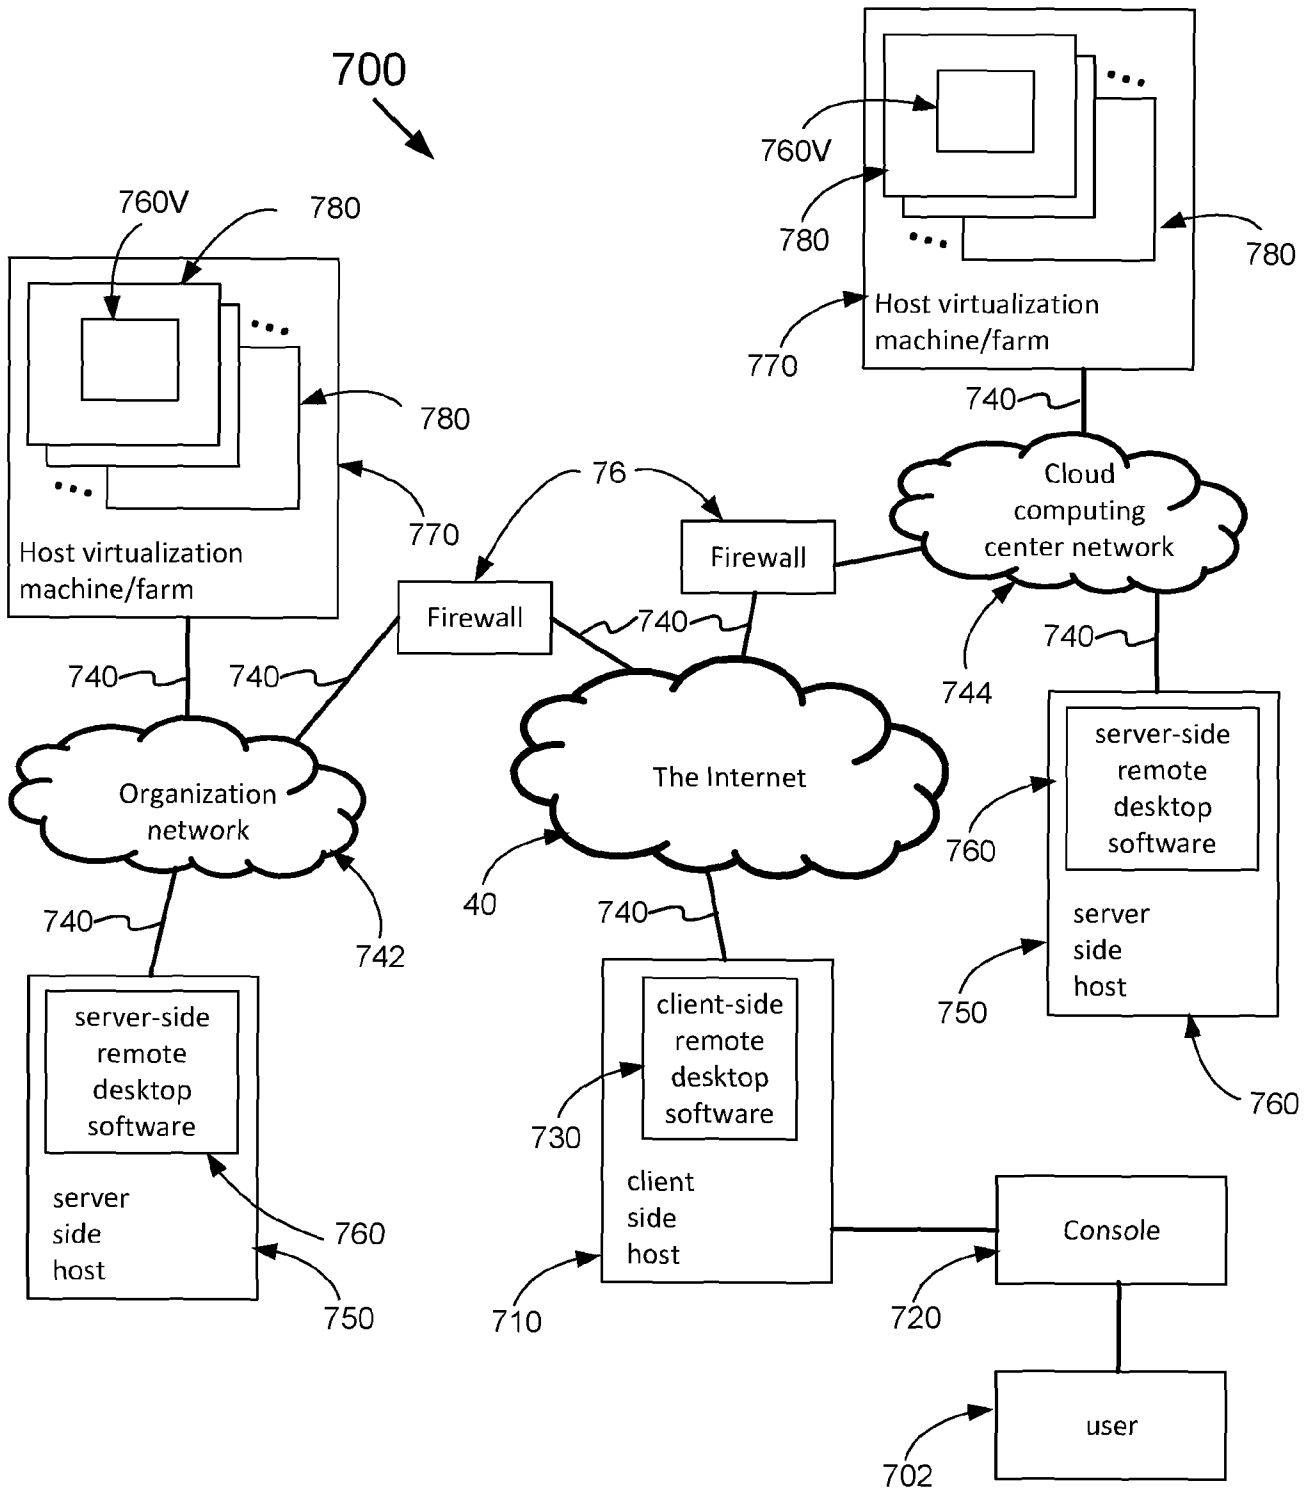 700
760V
780
780
770
Host virtualization
machine/farm
760V
780
780
770
Host virtualization
machine/farm
740
76
Firewall
Firewall
740
740
740
Cloud
computing
center network
744
740
Organization
network
742
740
The Internet
40
740
server-side
remote
desktop
software
760
server
side
host
750
760
server-side
remote
desktop
software
760
server
side
host
750
client-side
remote
desktop
software
730
client
side
host
710
Console
720
user
702